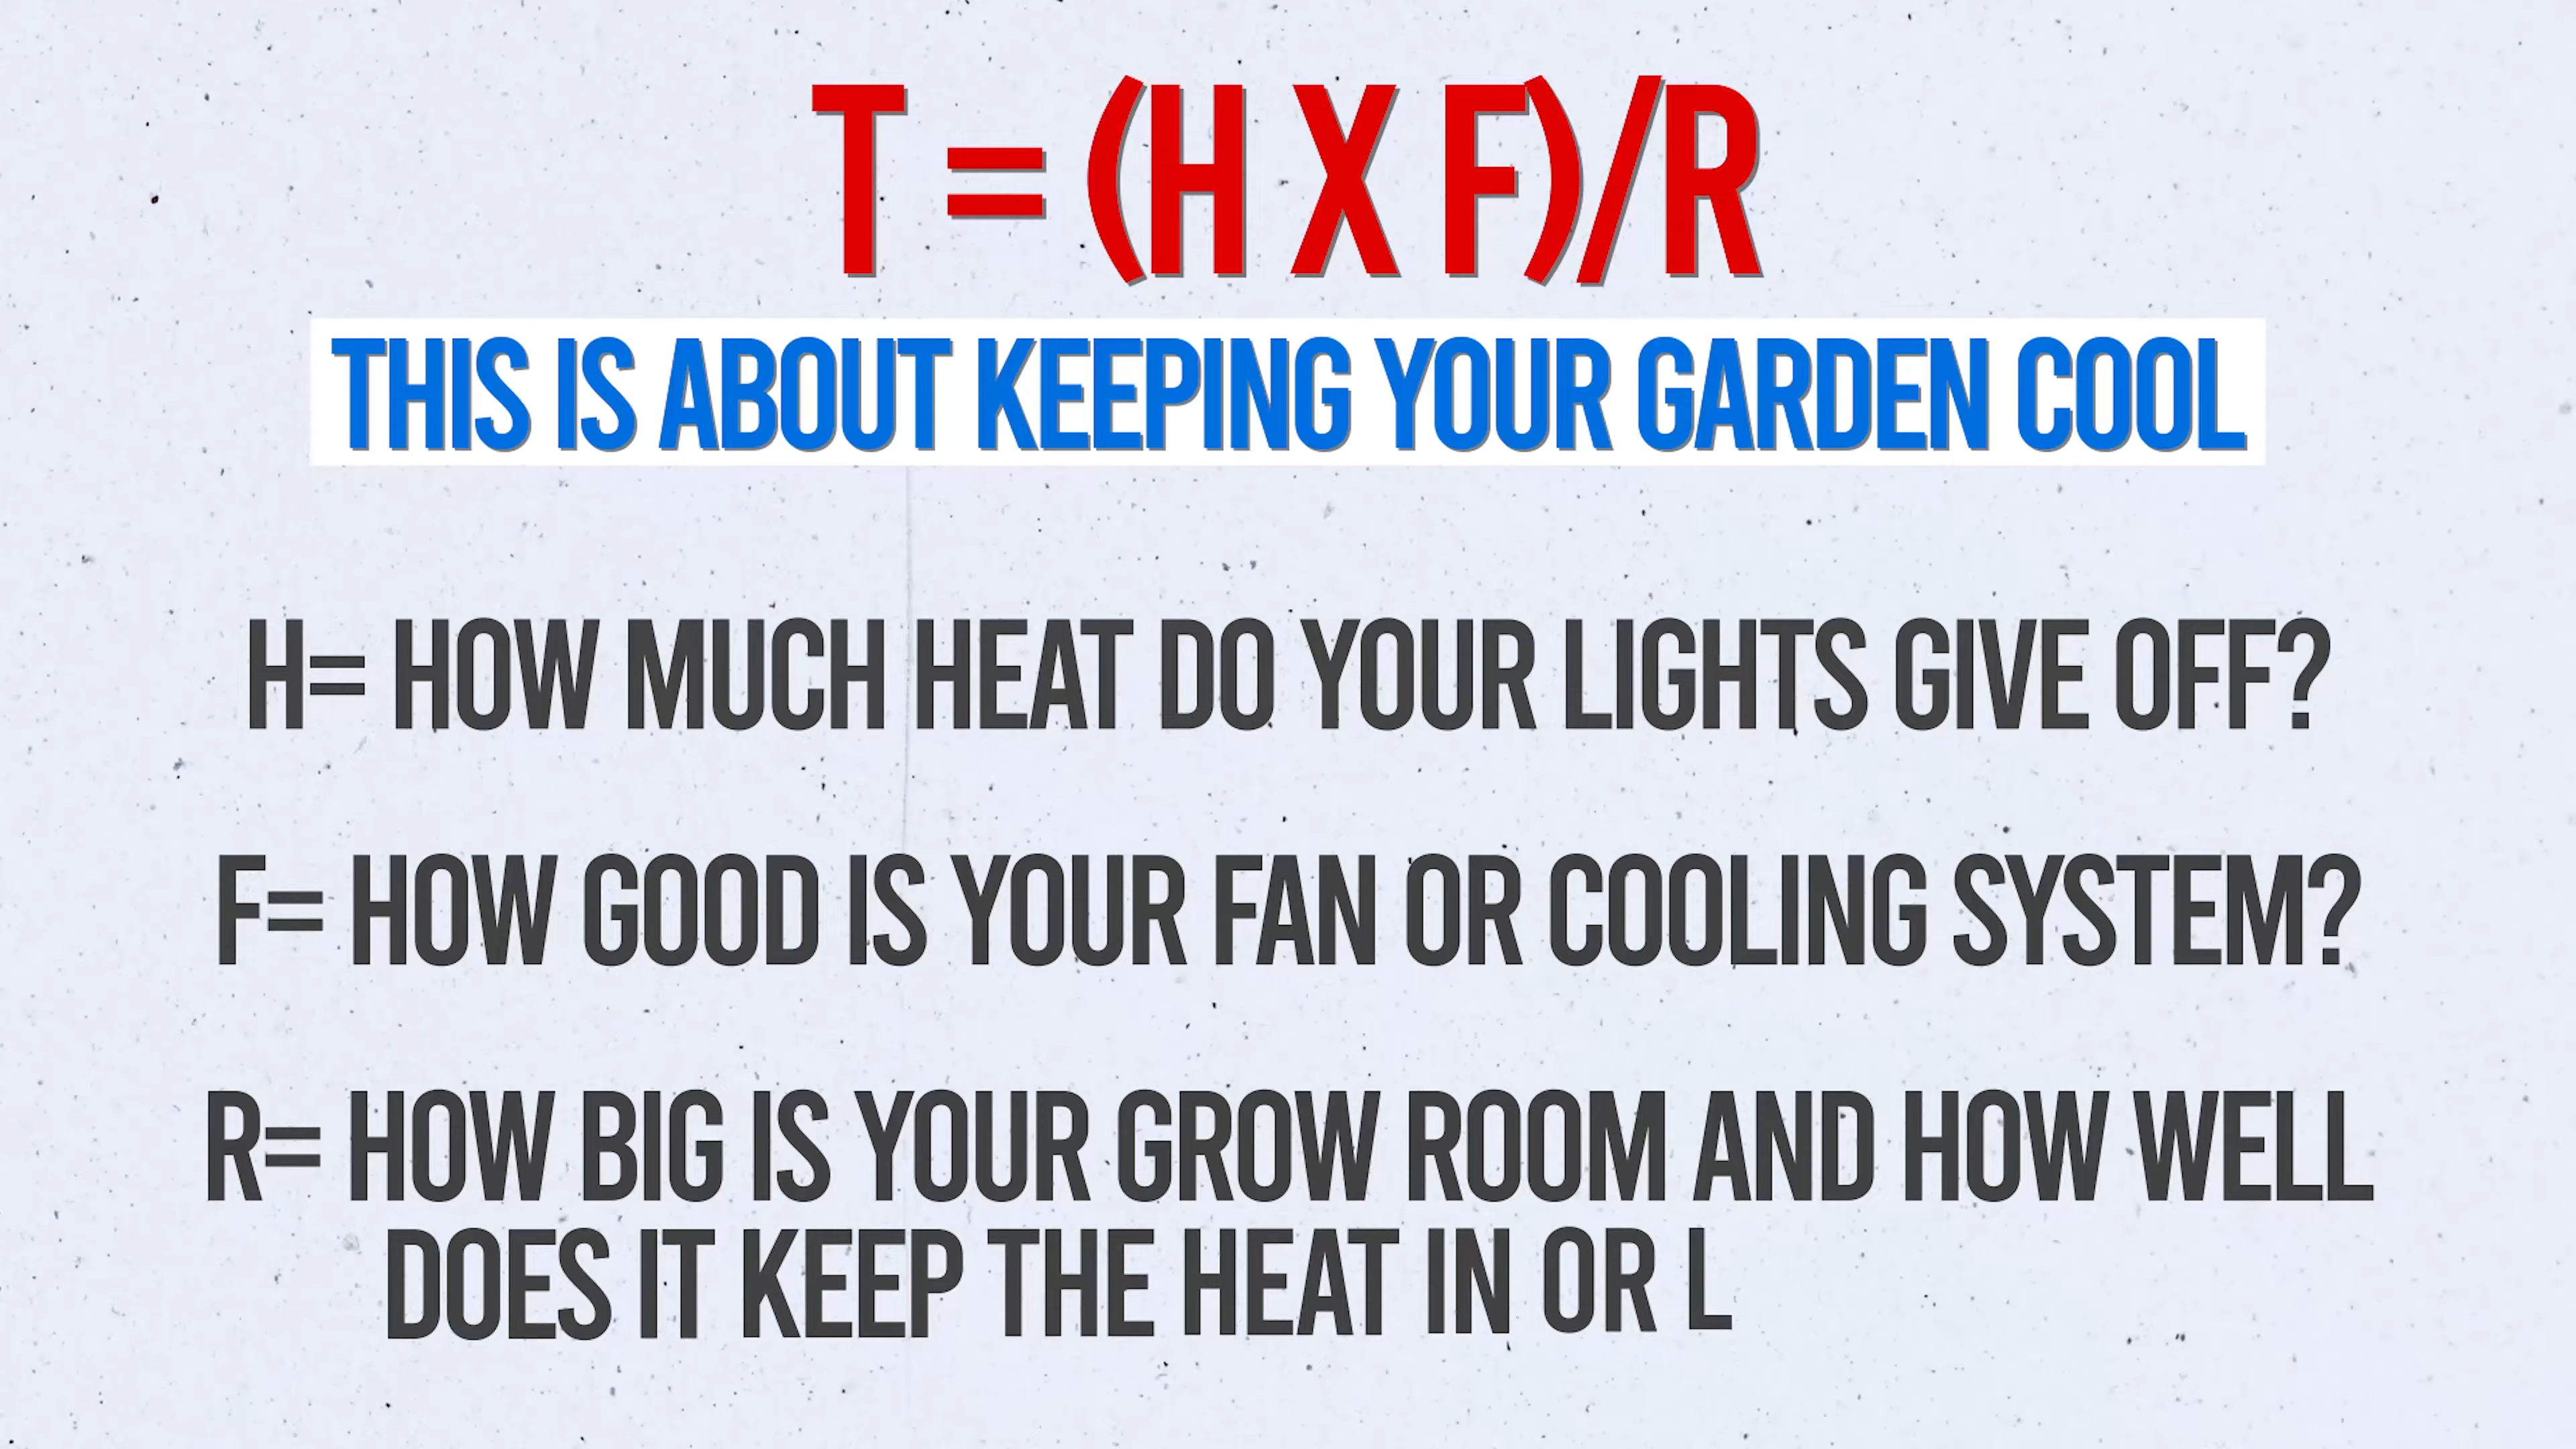 T = (H X F)/R
THIS IS ABOUT KEEPING YOUR GARDEN COOL
H= HOW MUCH HEAT DO YOUR LIGHTS GIVE OFF?
F= HOW GOOD IS YOUR FAN OR COOLING SYSTEM?
R= HOW BIG IS YOUR GROW ROOM AND HOW WELL
DOES IT KEEP THE HEAT IN OR L